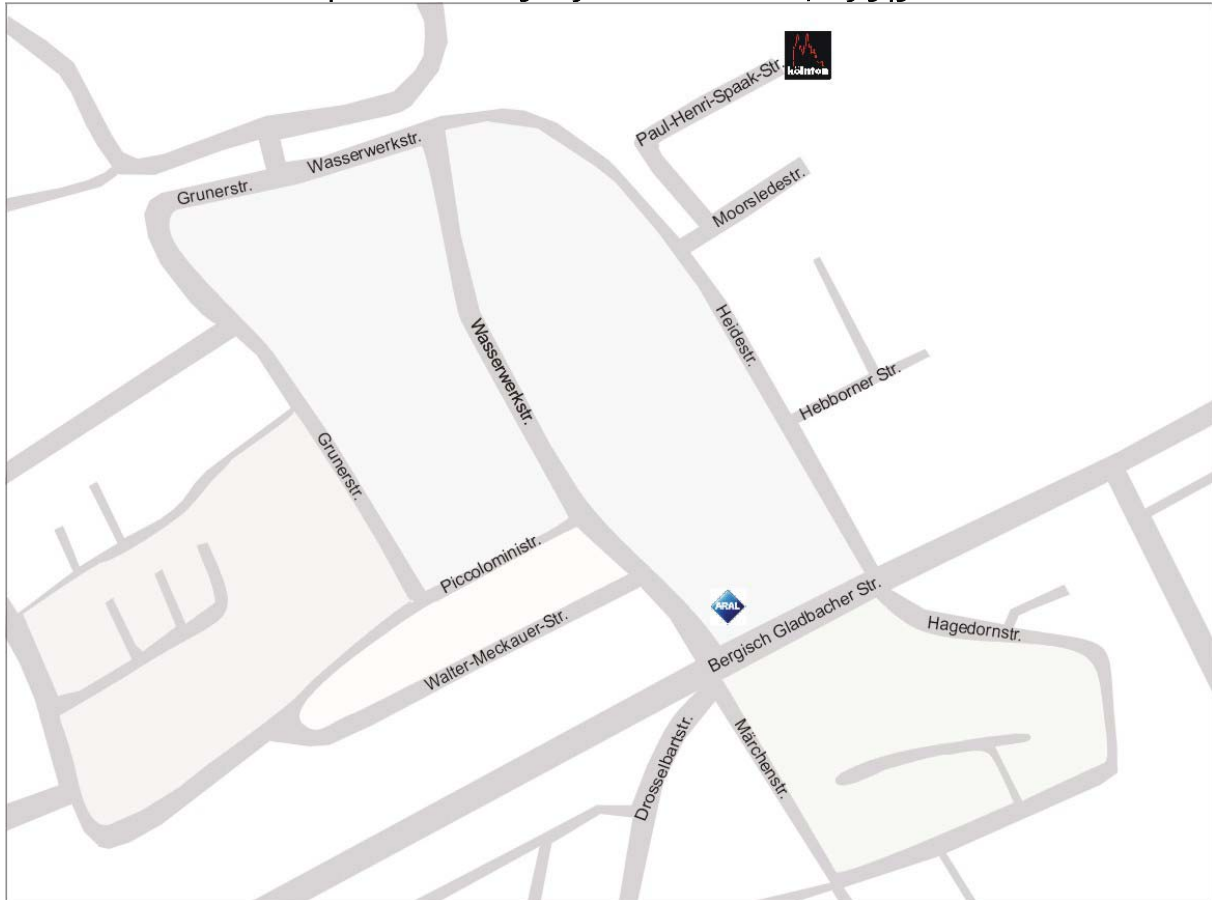 kölnton
Paul-Henri-Spaak-Str.
Wasserwerkstr.
Grunerstr.
Moorsledestr.
Heidestr.
Wasserwerkstr.
Hebborner Str.
Grunerstr.
Piccoloministr.
ARAL
Bergisch Gladbacher Str.
Walter-Meckauer-Str.
Hagedornstr.
Drosselbartstr.
Märchenstr.